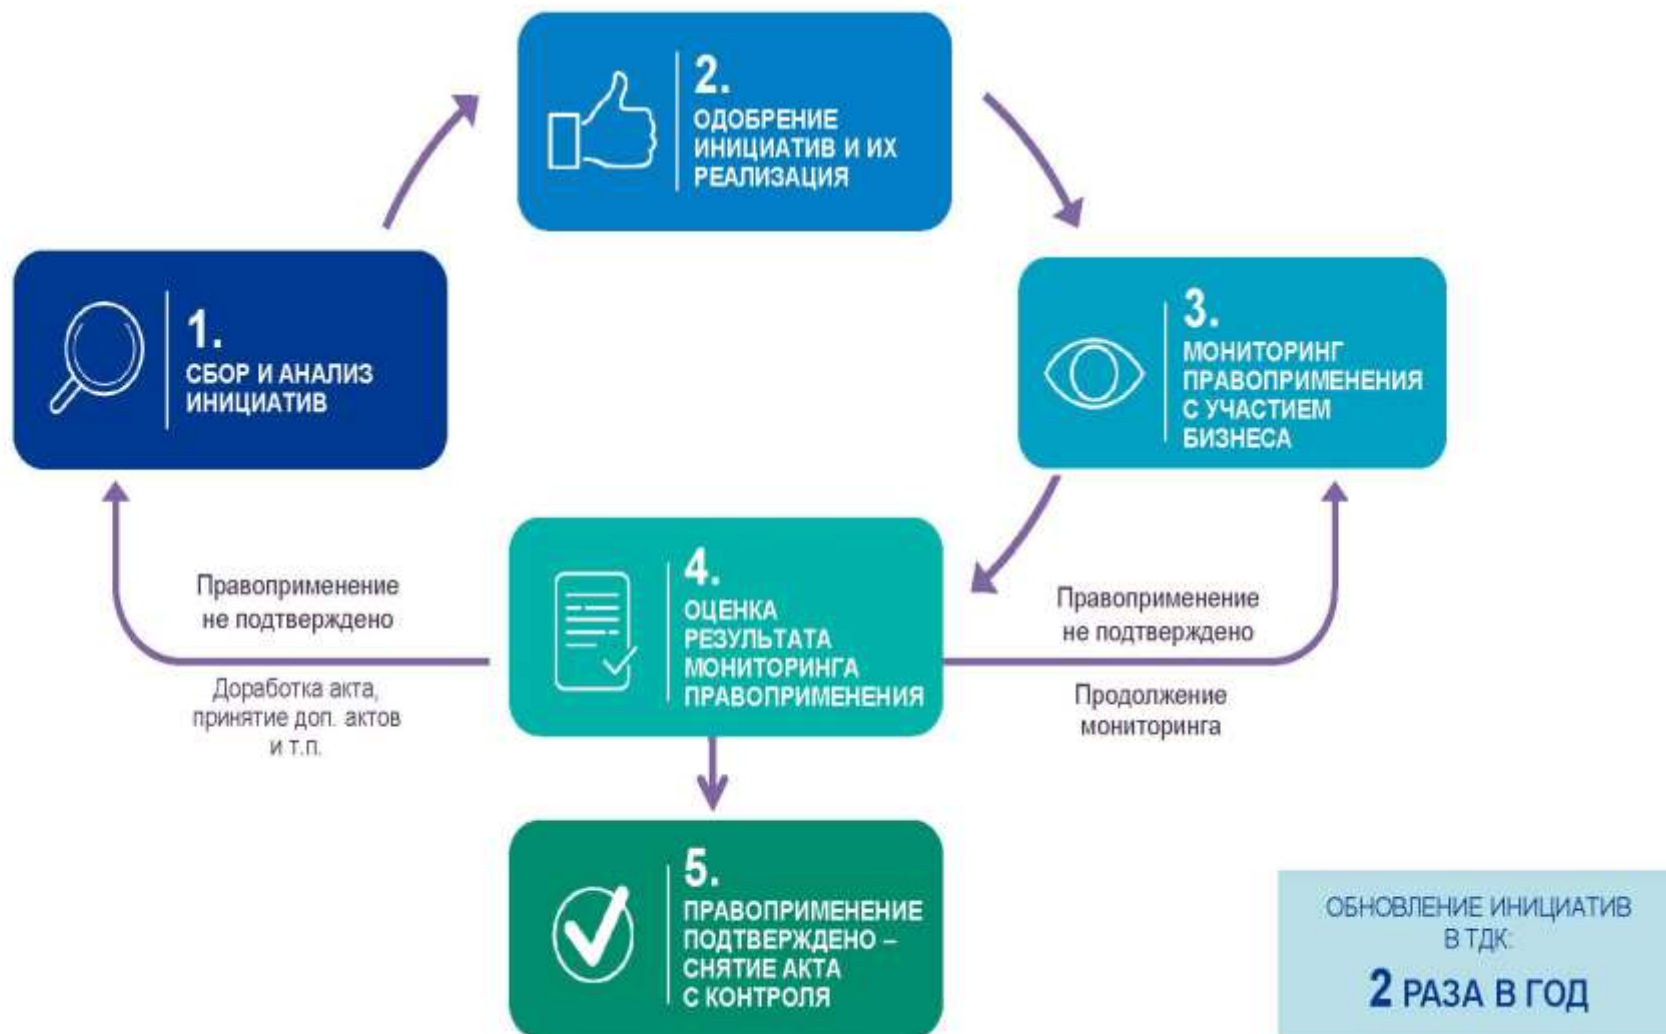 2.
ОДОБРЕНИЕ
ИНИЦИАТИВ И ИХ
РЕАЛИЗАЦИЯ
1.
СБОР И АНАЛИЗ
ИНИЦИАТИВ
3.
МОНИТОРИНГ
ПРАВОПРИМЕНЕНИЯ
С УЧАСТИЕМ
БИЗНЕСА
Правоприменение
не подтверждено
Доработка акта,
принятие доп. актов
и т.п.
4.
ОЦЕНКА
РЕЗУЛЬТАТА
МОНИТОРИНГА
ПРАВОПРИМЕНЕНИЯ
Правоприменение
не подтверждено
Продолжение
мониторинга
5.
ПРАВОПРИМЕНЕНИЕ
ПОДТВЕРЖДЕНО –
СНЯТИЕ АКТА
С КОНТРОЛЯ
ОБНОВЛЕНИЕ ИНИЦИАТИВ
В ТДК:
2 РАЗА В ГОД